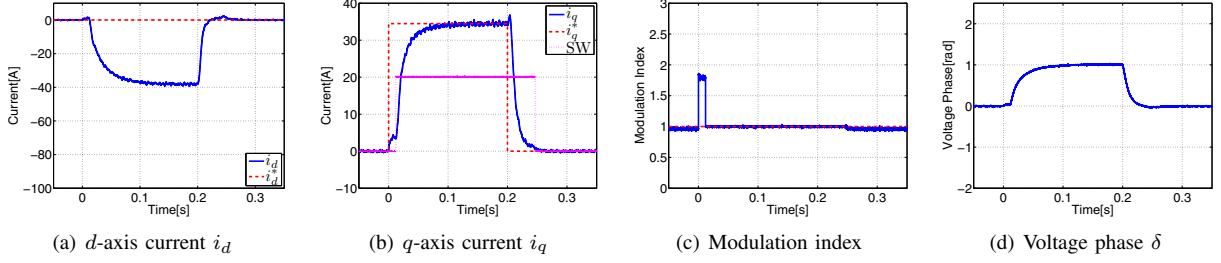 0
−20
−40
−60
−80
−100
Current[A]
0 0.1 0.2 0.3
Time[s]
i_d
i_d^*
(a) d-axis current i_d
40
30
20
10
0
−10
Current[A]
0 0.1 0.2 0.3
Time[s]
i_q
i_q^*
SW
(b) q-axis current i_q
3
2.5
2
1.5
1
0.5
0
Modulation Index
0 0.1 0.2 0.3
Time[s]
(c) Modulation index
2
1
0
−1
−2
Voltage Phase[rad]
0 0.1 0.2 0.3
Time[s]
(d) Voltage phase δ